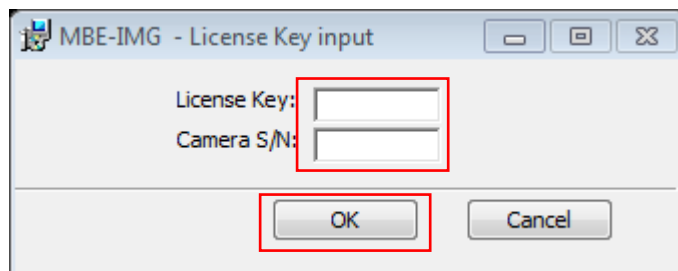 MBE-IMG - License Key input
License Key:
Camera S/N:
OK Cancel